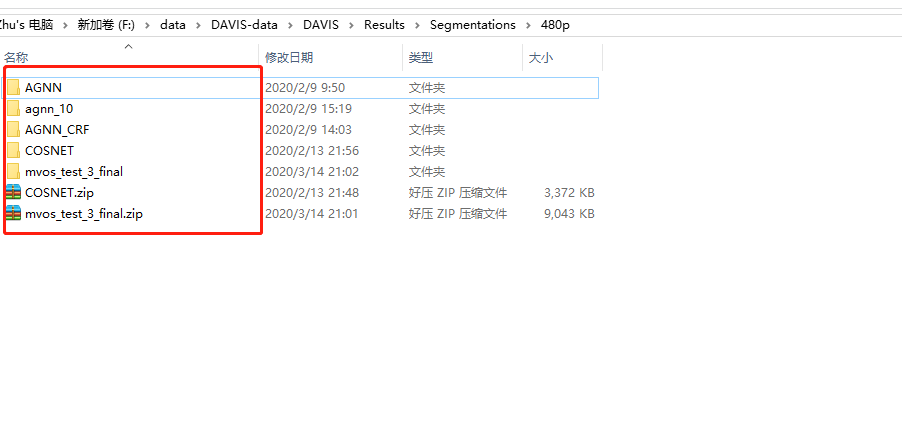 Zhu's 电脑 › 新加卷 (F:) › data › DAVIS-data › DAVIS › Results › Segmentations › 480p
名称 修改日期 类型 大小
AGNN 2020/2/9 9:50 文件夹
agnn_10 2020/2/9 15:19 文件夹
AGNN_CRF 2020/2/9 14:03 文件夹
COSNET 2020/2/13 21:56 文件夹
mvos_test_3_final 2020/3/14 21:02 文件夹
COSNET.zip 2020/2/13 21:48 好压 ZIP 压缩文件 3,372 KB
mvos_test_3_final.zip 2020/3/14 21:01 好压 ZIP 压缩文件 9,043 KB